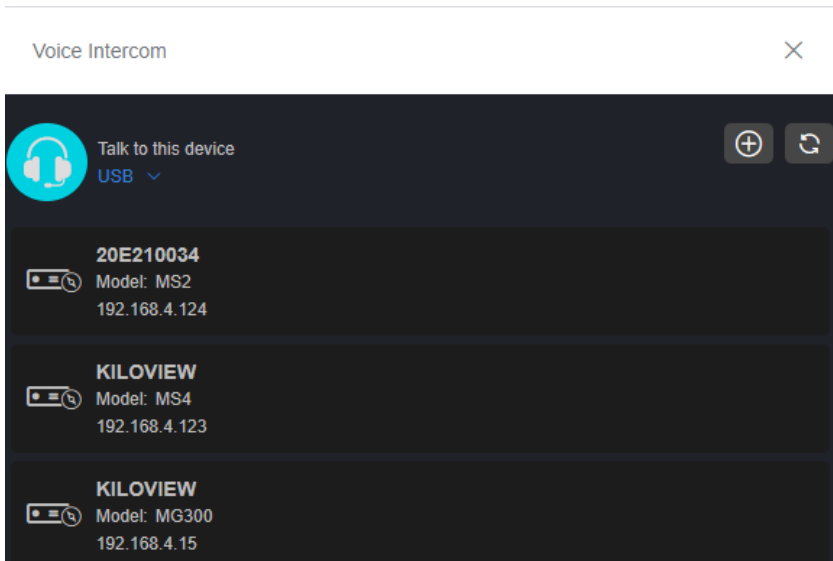 Voice Intercom
Talk to this device
USB
20E210034
Model: MS2
192.168.4.124
KILOVIEW
Model: MS4
192.168.4.123
KILOVIEW
Model: MG300
192.168.4.15